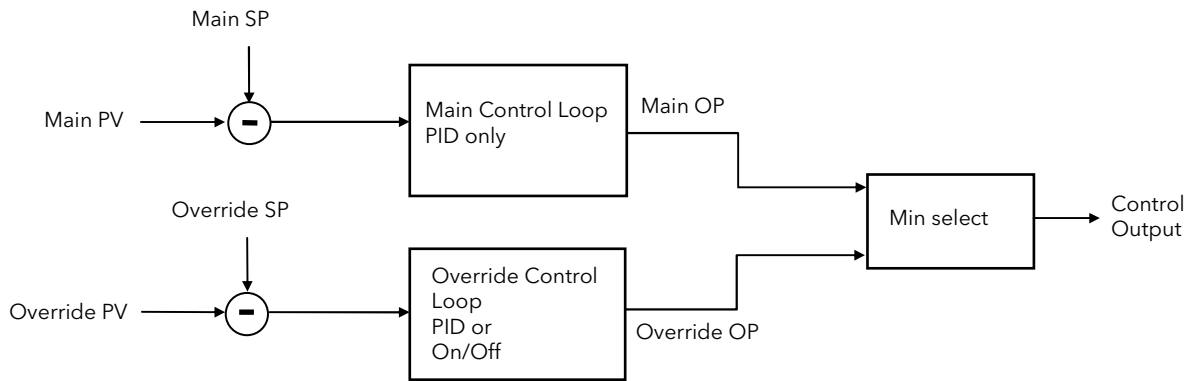 Main SP
Main PV
-
Main Control Loop
PID only
Main OP
Override SP
Min select
Control
Output
Override PV
-
Override Control
Loop
PID or
On/Off
Override OP